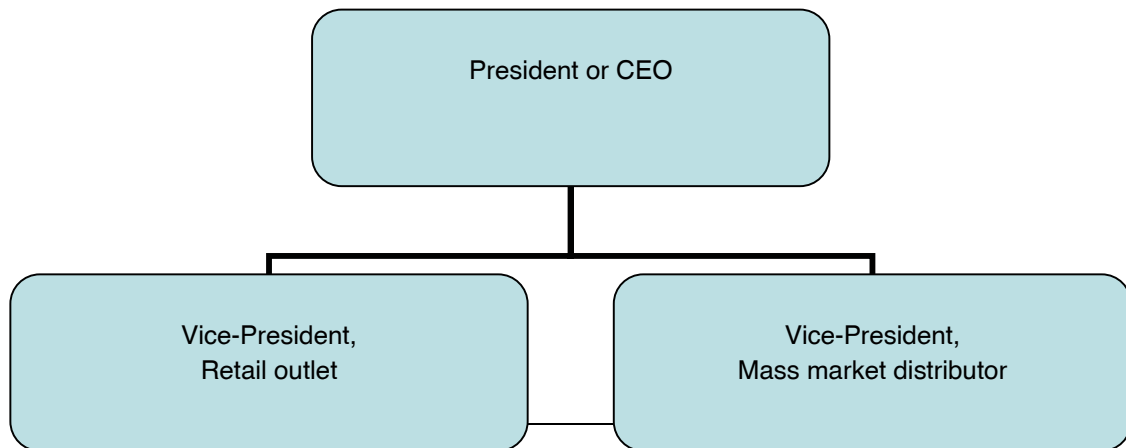 President or CEO
Vice-President,
Retail outlet
Vice-President,
Mass market distributor